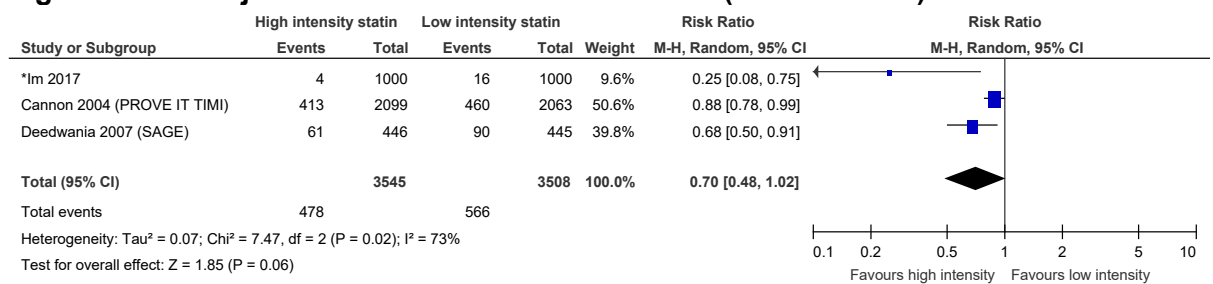 High intensity statin Low intensity statin Risk Ratio Risk Ratio
Study or Subgroup Events Total Events Total Weight M-H, Random, 95% CI M-H, Random, 95% CI
*Im 2017 4 1000 16 1000 9.6% 0.25 [0.08, 0.75]
Cannon 2004 (PROVE IT TIMI) 413 2099 460 2063 50.6% 0.88 [0.78, 0.99]
Deedwania 2007 (SAGE) 61 446 90 445 39.8% 0.68 [0.50, 0.91]
Total (95% CI) 3545 3508 100.0% 0.70 [0.48, 1.02]
Total events 478 566
Heterogeneity: Tau² = 0.07; Chi² = 7.47, df = 2 (P = 0.02); I² = 73%
Test for overall effect: Z = 1.85 (P = 0.06)
0.1 0.2 0.5 1 2 5 10
Favours high intensity Favours low intensity